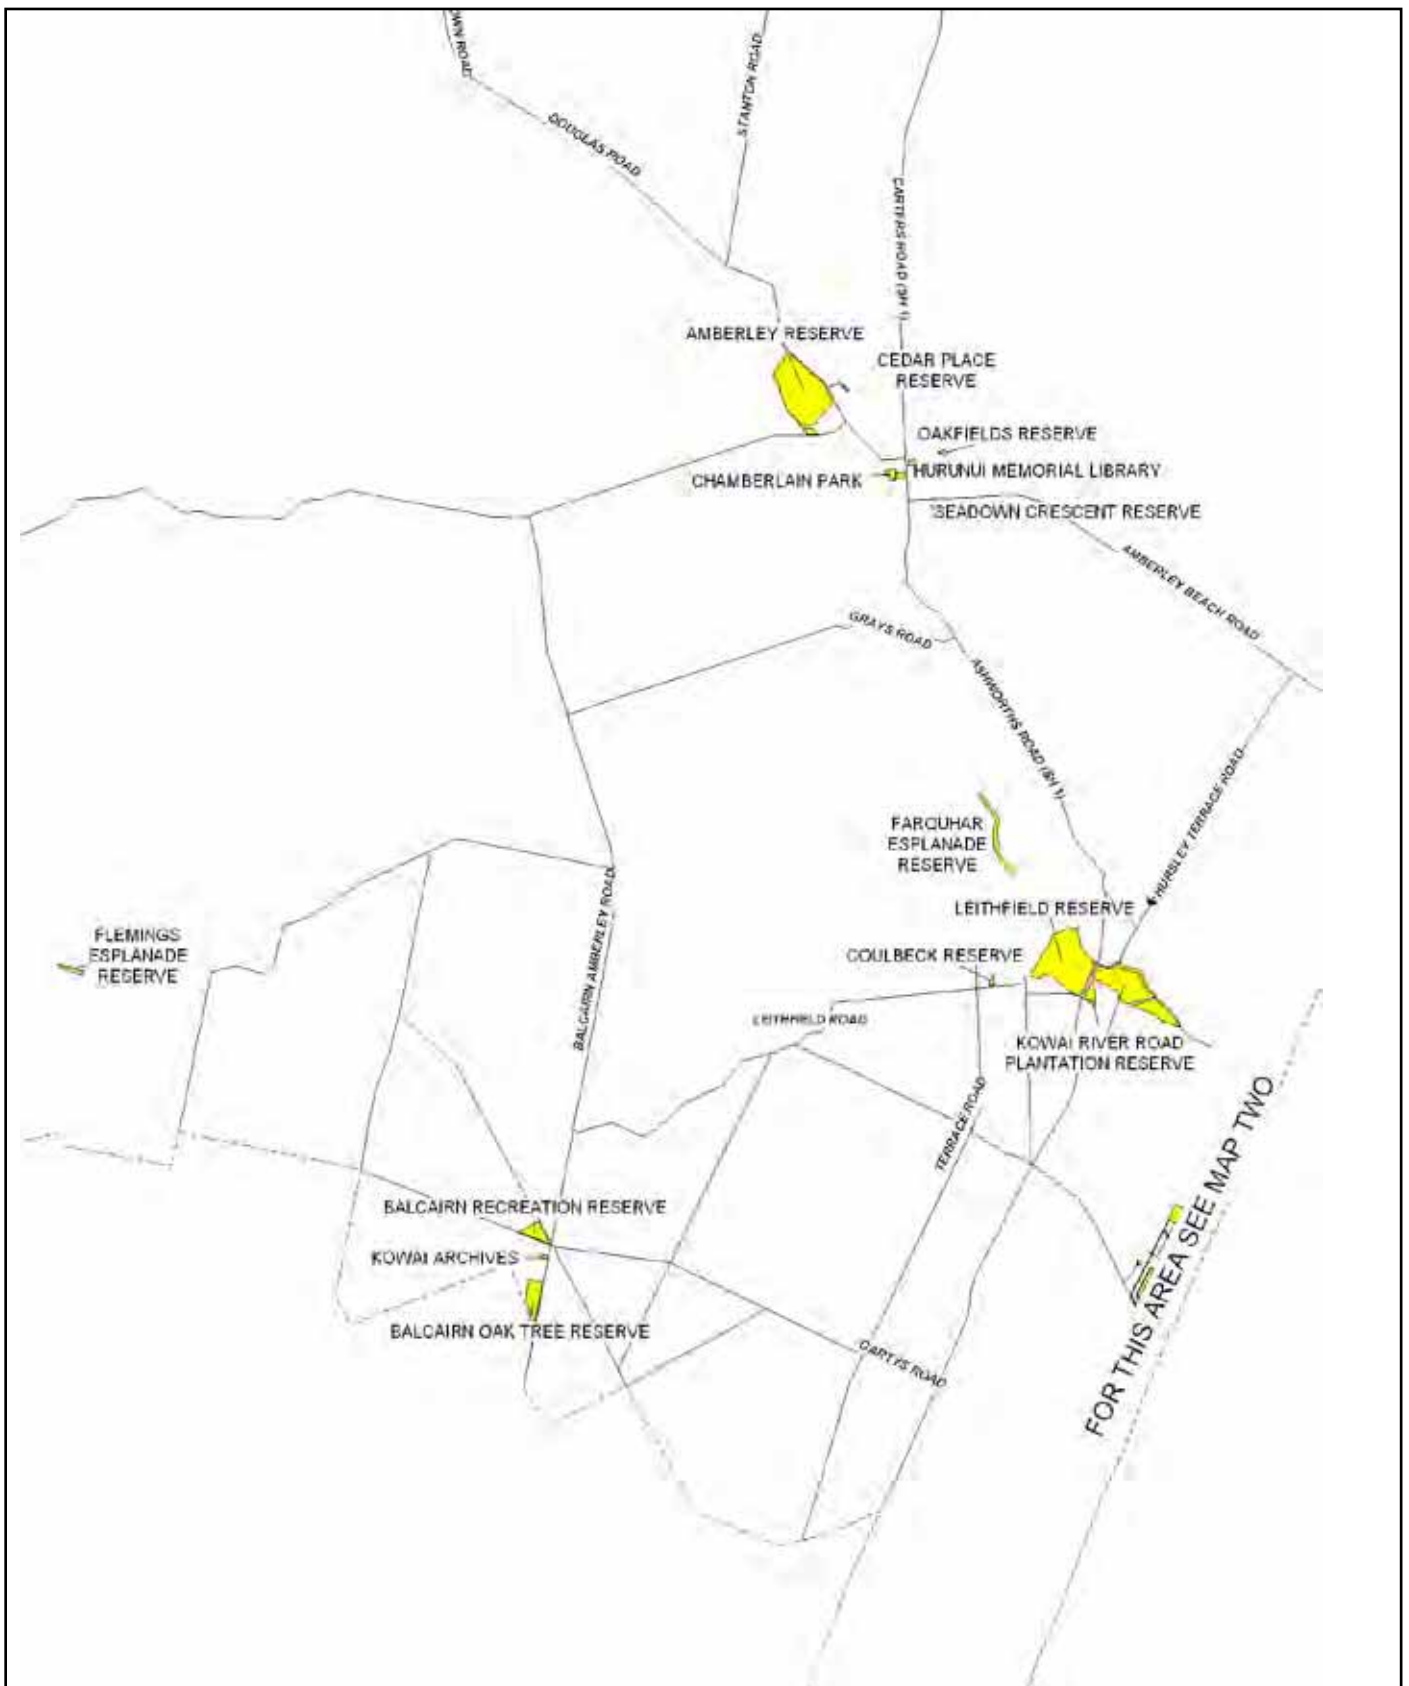 OWN ROAD
DOUGLAS ROAD
STANTON ROAD
CARTERS ROAD (SH 1)
AMBERLEY RESERVE
CEDAR PLACE
RESERVE
OAKFIELDS RESERVE
HURUNUI MEMORIAL LIBRARY
CHAMBERLAIN PARK
SEADOWN CRESCENT RESERVE
AMBERLEY BEACH ROAD
GRAYS ROAD
ASHWORTHS ROAD (SH 1)
HURSLEY TERRACE ROAD
FARQUHAR
ESPLANADE
RESERVE
LEITHFIELD RESERVE
FLEMINGS
ESPLANADE
RESERVE
BALCAIRN AMBERLEY ROAD
COULBECK RESERVE
LEITHFIELD ROAD
KOWAI RIVER ROAD
PLANTATION RESERVE
TERRACE ROAD
FOR THIS AREA SEE MAP TWO
BALCAIRN RECREATION RESERVE
KOWAI ARCHIVES
BALCAIRN OAK TREE RESERVE
CARTYS ROAD